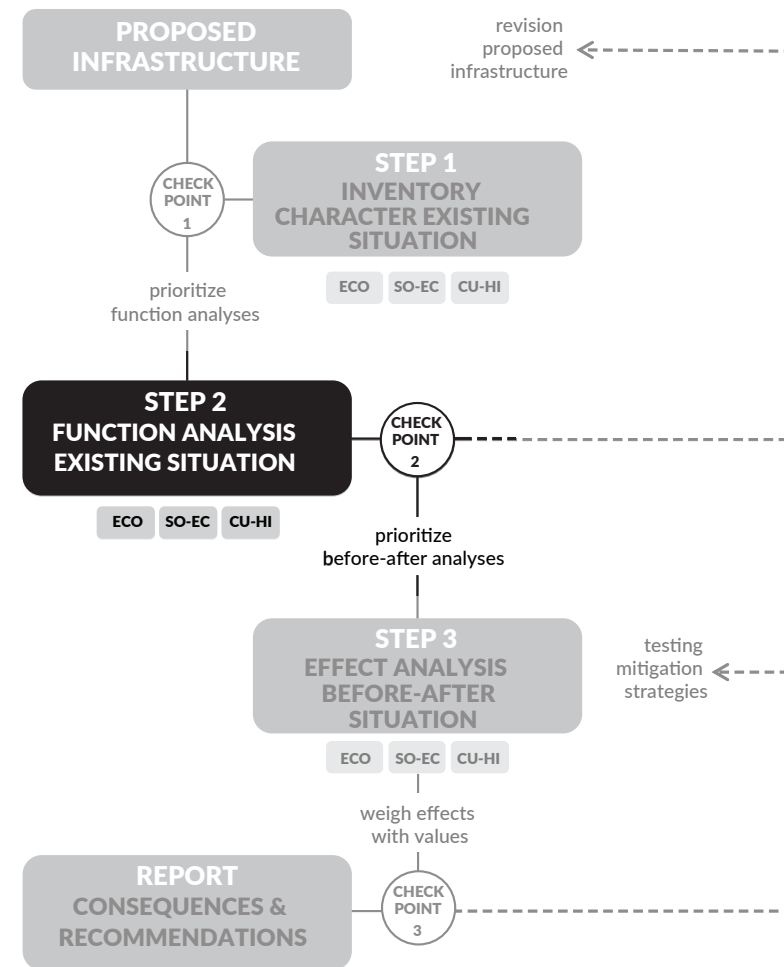 PROPOSED
INFRASTRUCTURE
revision
proposed
infrastructure
CHECK
POINT
1
STEP 1
INVENTORY
CHARACTER EXISTING
SITUATION
ECO SO-EC CU-HI
prioritize
function analyses
STEP 2
FUNCTION ANALYSIS
EXISTING SITUATION
CHECK
POINT
2
ECO SO-EC CU-HI
prioritize
before-after analyses
STEP 3
EFFECT ANALYSIS
BEFORE-AFTER
SITUATION
testing
mitigation
strategies
ECO SO-EC CU-HI
weigh effects
with values
REPORT
CONSEQUENCES &
RECOMMENDATIONS
CHECK
POINT
3